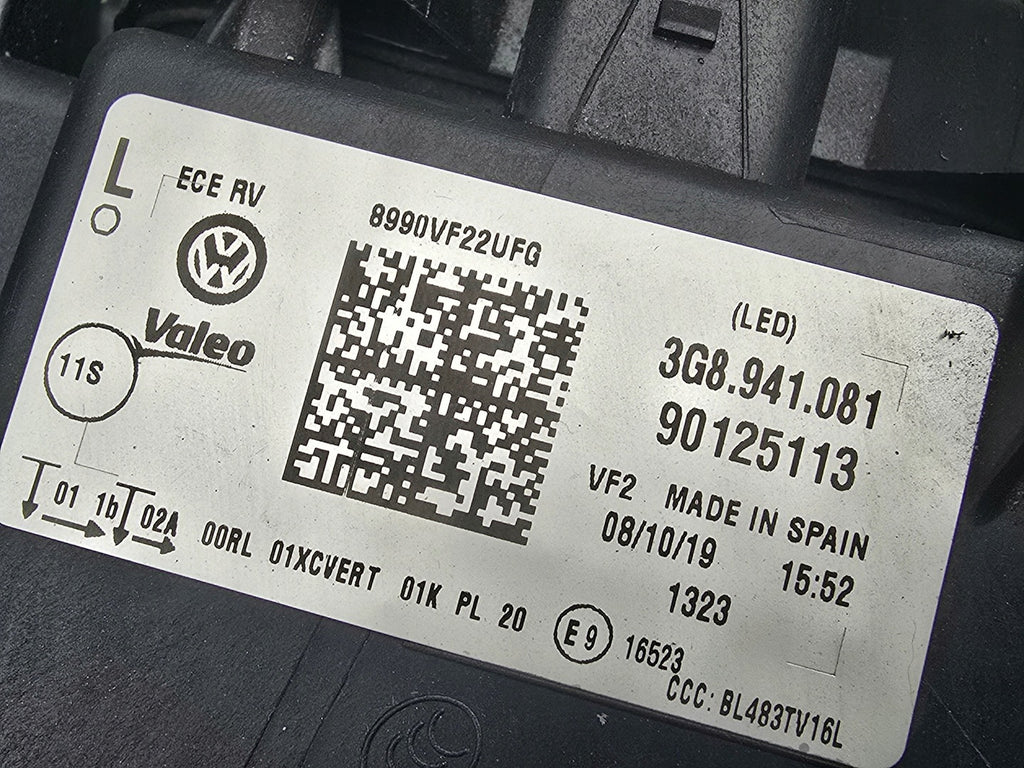 L
ECE RV
8990VF22UFG
Valeo
11S
(LED)
3G8.941.081
90125113
VF2 MADE IN SPAIN
08/10/19 15:52
1323
01 1b 02A 00RL 01XCVERT 01K PL 20 E9 16523
CCC: BL483TV16L